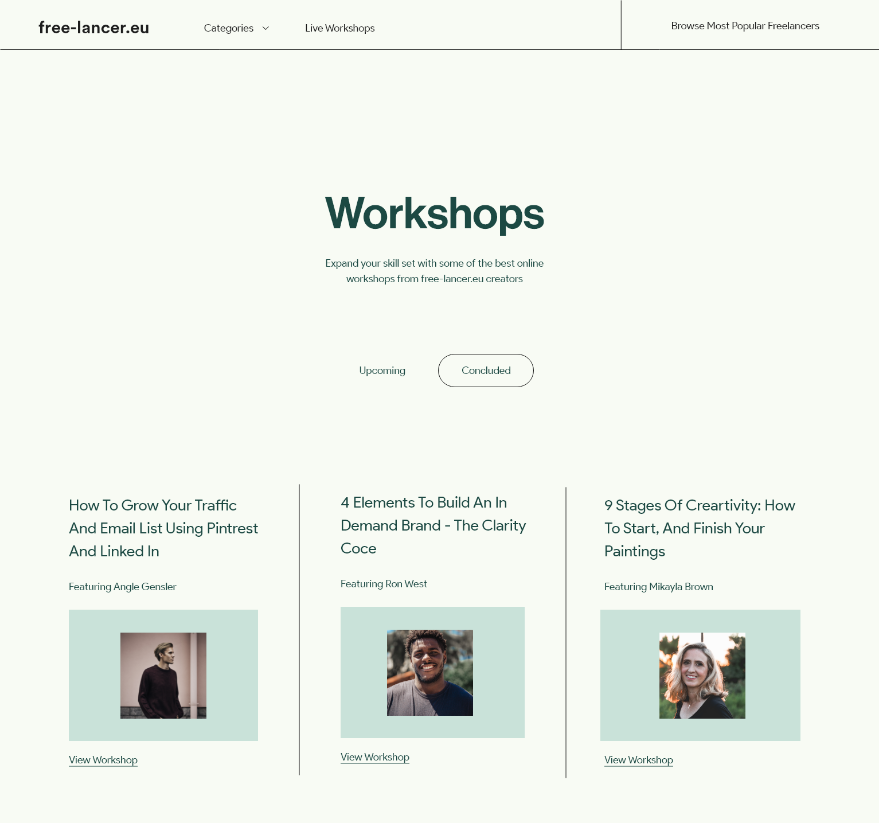 free-lancer.eu
Categories
Live Workshops
Browse Most Popular Freelancers
Workshops
Expand your skill set with some of the best online
workshops from free-lancer.eu creators
Upcoming
Concluded
How To Grow Your Traffic
And Email List Using Pintrest
And Linked In
Featuring Angle Gensler
View Workshop
4 Elements To Build An In
Demand Brand - The Clarity
Coce
Featuring Ron West
View Workshop
9 Stages Of Creartivity: How
To Start, And Finish Your
Paintings
Featuring Mikayla Brown
View Workshop